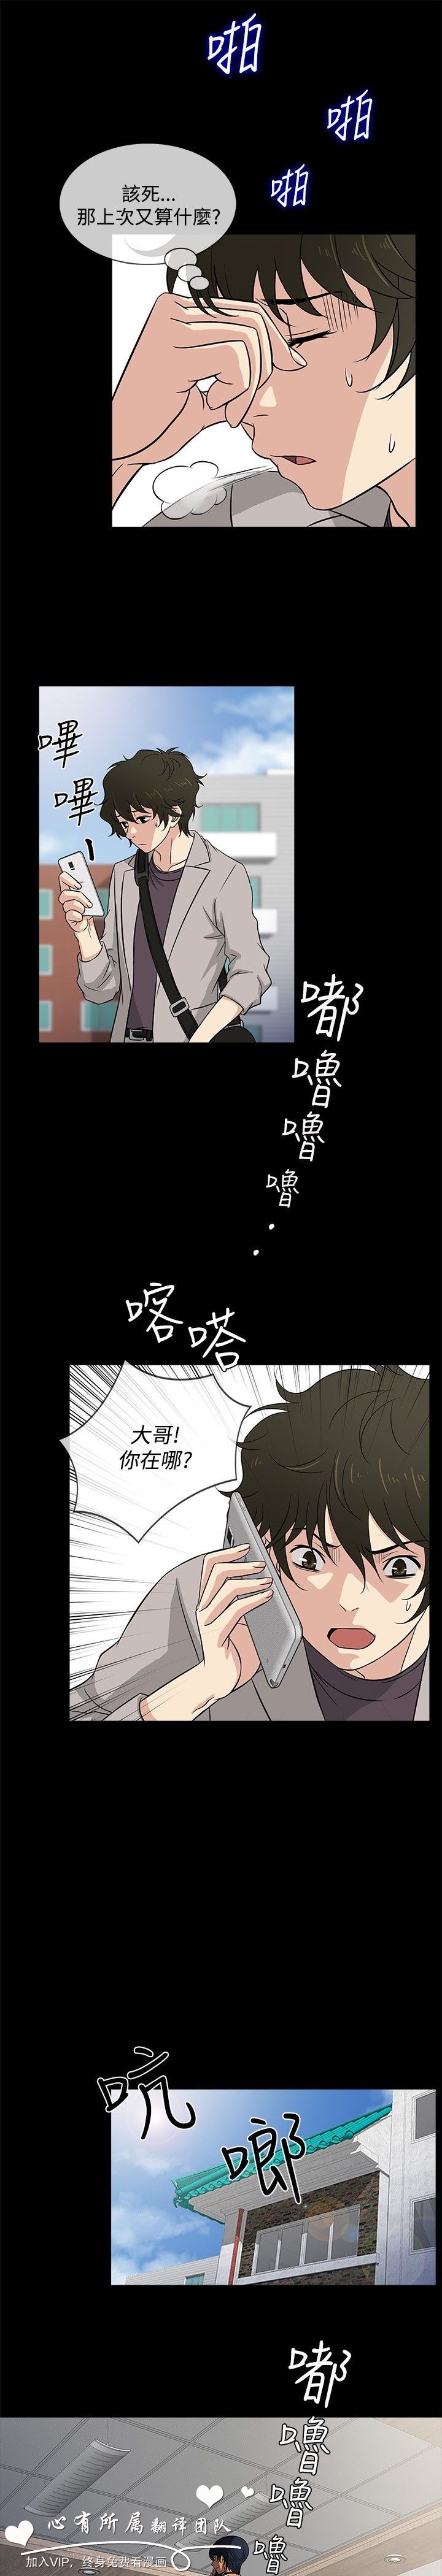 啪
啪
啪
該死...
那上次又算什麼?
嗶
嗶
嘟
嚕
嚕
嚕
喀
嗒
大哥!
你在哪?
吭
啷
嘟
嚕
嚕
嚕
心有所属翻译团队
加入VIP，终身免费看漫画